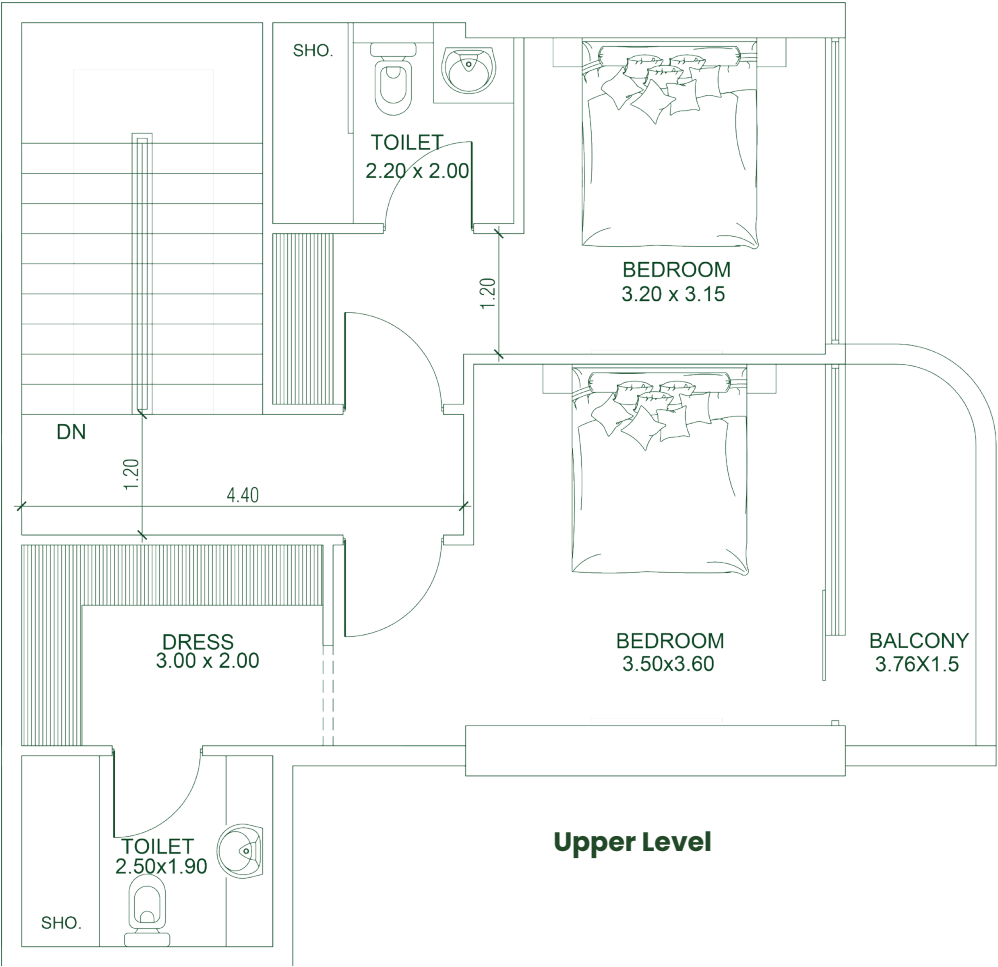 SHO.
TOILET
2.20 x 2.00
BEDROOM
3.20 x 3.15
1.20
DN
1.20
4.40
DRESS
3.00 x 2.00
BEDROOM
3.50x3.60
BALCONY
3.76X1.5
TOILET
2.50x1.90
SHO.
Upper Level